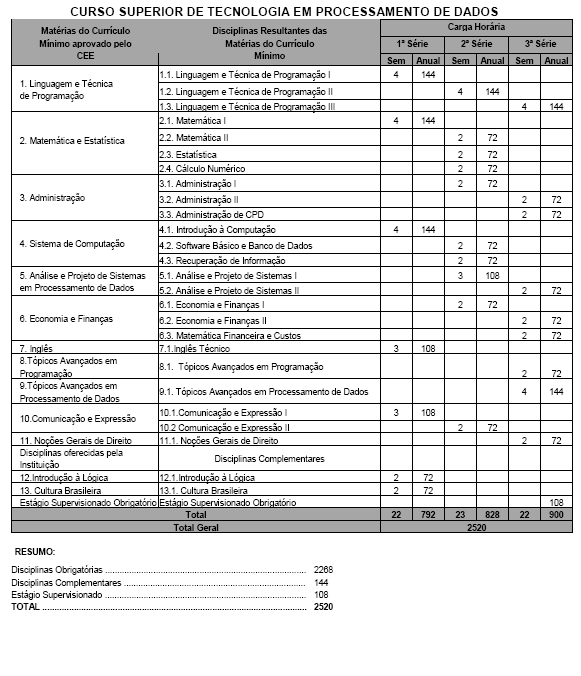 CURSO SUPERIOR DE TECNOLOGIA EM PROCESSAMENTO DE DADOS
Matérias do Currículo Mínimo aprovado pelo CEE | Disciplinas Resultantes das Matérias do Currículo Mínimo | Carga Horária
1ª Série | 2ª Série | 3ª Série
Sem | Anual | Sem | Anual | Sem | Anual
1. Linguagem e Técnica de Programação
1.1. Linguagem e Técnica de Programação I 4 144
1.2. Linguagem e Técnica de Programação II 4 144
1.3. Linguagem e Técnica de Programação III 4 144
2. Matemática e Estatística
2.1. Matemática I 4 144
2.2. Matemática II 2 72
2.3. Estatística 2 72
2.4. Cálculo Numérico 2 72
3. Administração
3.1. Administração I 2 72
3.2. Administração II 2 72
3.3. Administração de CPD 2 72
4. Sistema de Computação
4.1. Introdução à Computação 4 144
4.2. Software Básico e Banco de Dados 2 72
4.3. Recuperação de Informação 2 72
5. Análise e Projeto de Sistemas em Processamento de Dados
5.1. Análise e Projeto de Sistemas I 3 108
5.2. Análise e Projeto de Sistemas II 2 72
6. Economia e Finanças
6.1. Economia e Finanças I 2 72
6.2. Economia e Finanças II 2 72
6.3. Matemática Financeira e Custos 2 72
7. Inglês 7.1.Inglês Técnico 3 108
8.Tópicos Avançados em Programação 8.1. Tópicos Avançados em Programação 2 72
9.Tópicos Avançados em Processamento de Dados 9.1. Tópicos Avançados em Processamento de Dados 4 144
10.Comunicação e Expressão
10.1.Comunicação e Expressão I 3 108
10.2 Comunicação e Expressão II 2 72
11. Noções Gerais de Direito 11.1. Noções Gerais de Direito 2 72
Disciplinas oferecidas pela Instituição Disciplinas Complementares
12.Introdução à Lógica 12.1.Introdução à Lógica 2 72
13. Cultura Brasileira 13.1. Cultura Brasileira 2 72
Estágio Supervisionado Obrigatório Estágio Supervisionado Obrigatório 108
Total 22 792 23 828 22 900
Total Geral 2520
RESUMO:
Disciplinas Obrigatórias ........ 2268
Disciplinas Complementares ........ 144
Estágio Supervisionado ........ 108
TOTAL ........ 2520